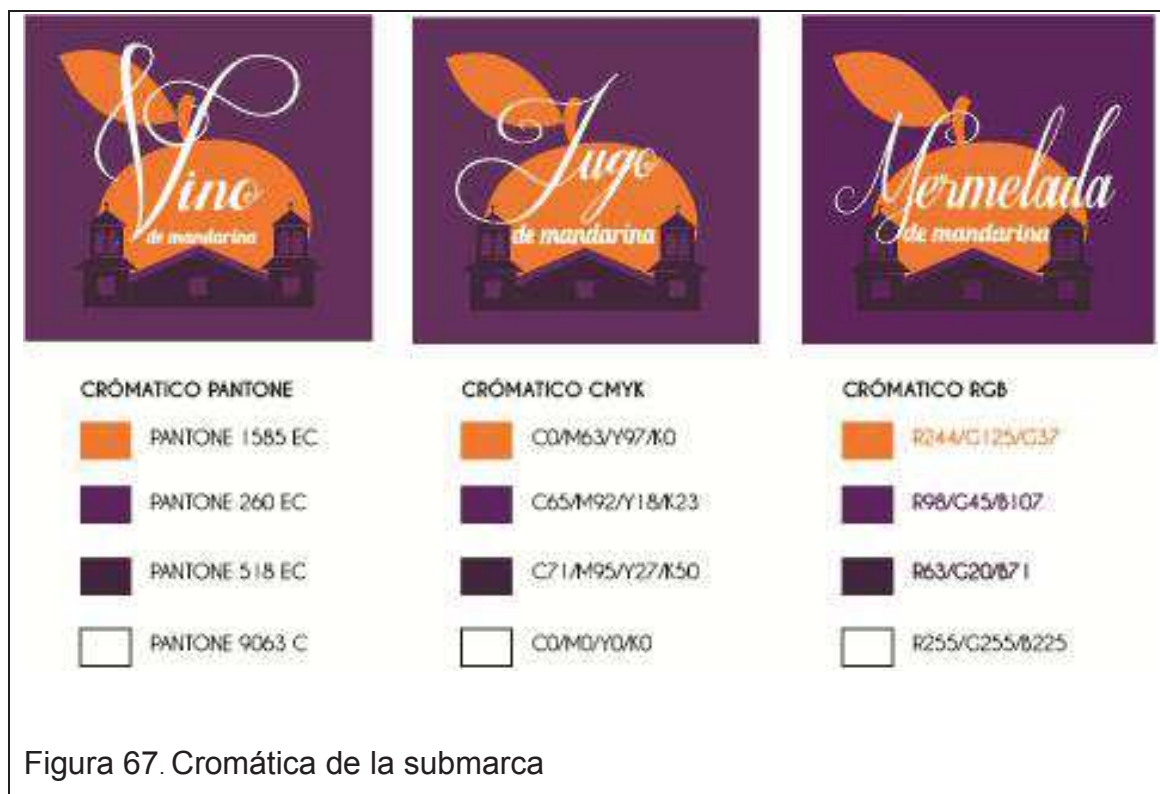 Vino
de mandarina
Jugo
de mandarina
Mermelada
de mandarina
CRÓMATICO PANTONE
PANTONE 1585 EC
PANTONE 260 EC
PANTONE 518 EC
PANTONE 9063 C
CRÓMATICO CMYK
C0/M63/Y97/K0
C65/M92/Y18/K23
C71/M95/Y27/K50
C0/M0/Y0/K0
CRÓMATICO RGB
R244/G125/G37
R98/G45/B107
R63/G20/B71
R255/G255/B225
Figura 67. Cromática de la submarca